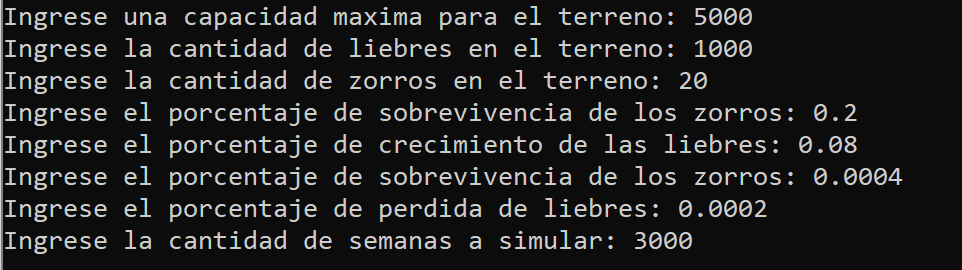 Ingrese una capacidad maxima para el terreno: 5000
Ingrese la cantidad de liebres en el terreno: 1000
Ingrese la cantidad de zorros en el terreno: 20
Ingrese el porcentaje de sobrevivencia de los zorros: 0.2
Ingrese el porcentaje de crecimiento de las liebres: 0.08
Ingrese el porcentaje de sobrevivencia de los zorros: 0.0004
Ingrese el porcentaje de perdida de liebres: 0.0002
Ingrese la cantidad de semanas a simular: 3000